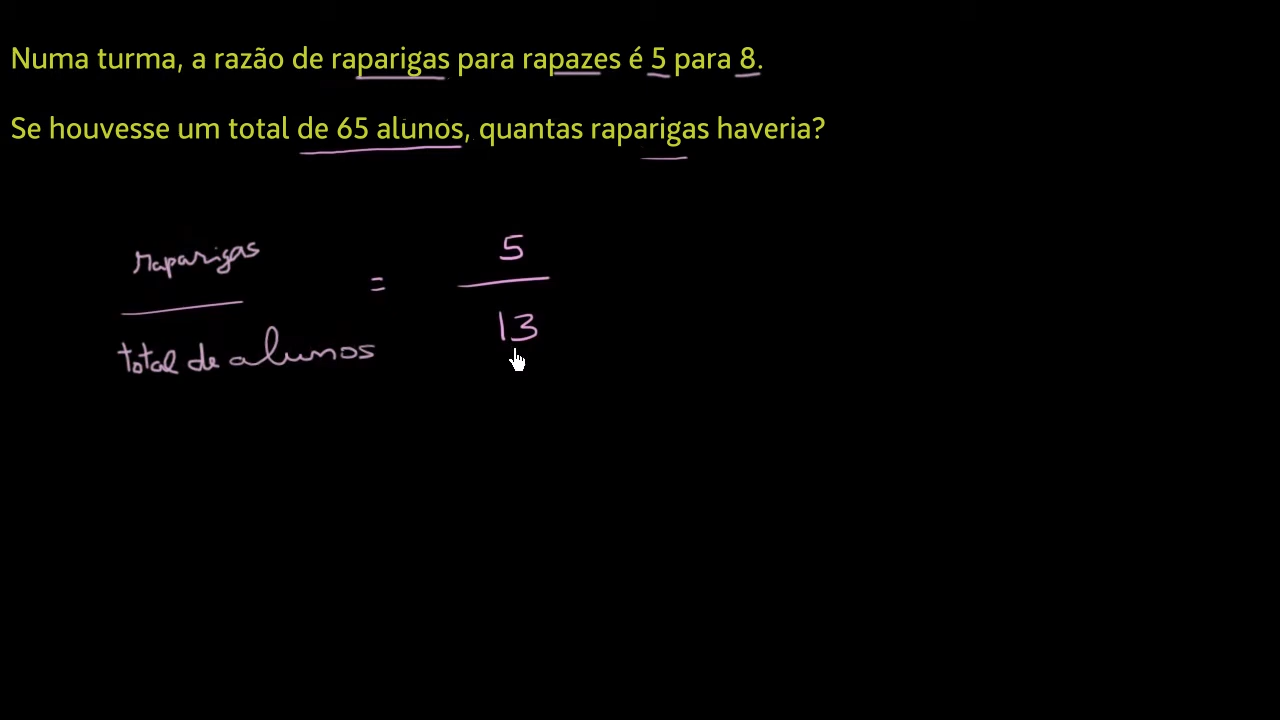 Numa turma, a razão de raparigas para rapazes é 5 para 8.
Se houvesse um total de 65 alunos, quantas raparigas haveria?
raparigas
total de alunos
=
5
13